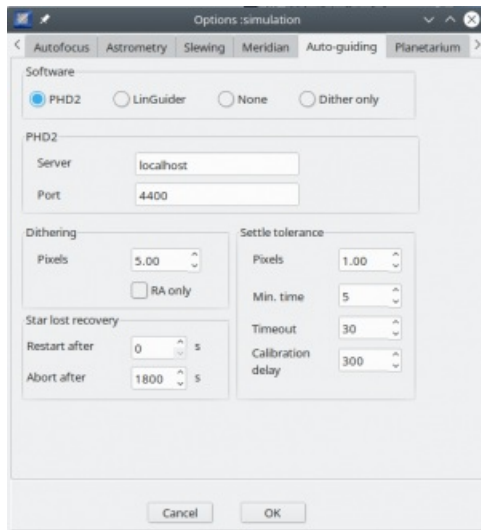 Options :simulation
Autofocus Astrometry Slewing Meridian Auto-guiding Planetarium
Software
PHD2 LinGuider None Dither only
PHD2
Server localhost
Port 4400
Dithering
Pixels 5.00
RA only
Star lost recovery
Restart after 0 s
Abort after 1800 s
Settle tolerance
Pixels 1.00
Min. time 5
Timeout 30
Calibration
delay 300
Cancel OK